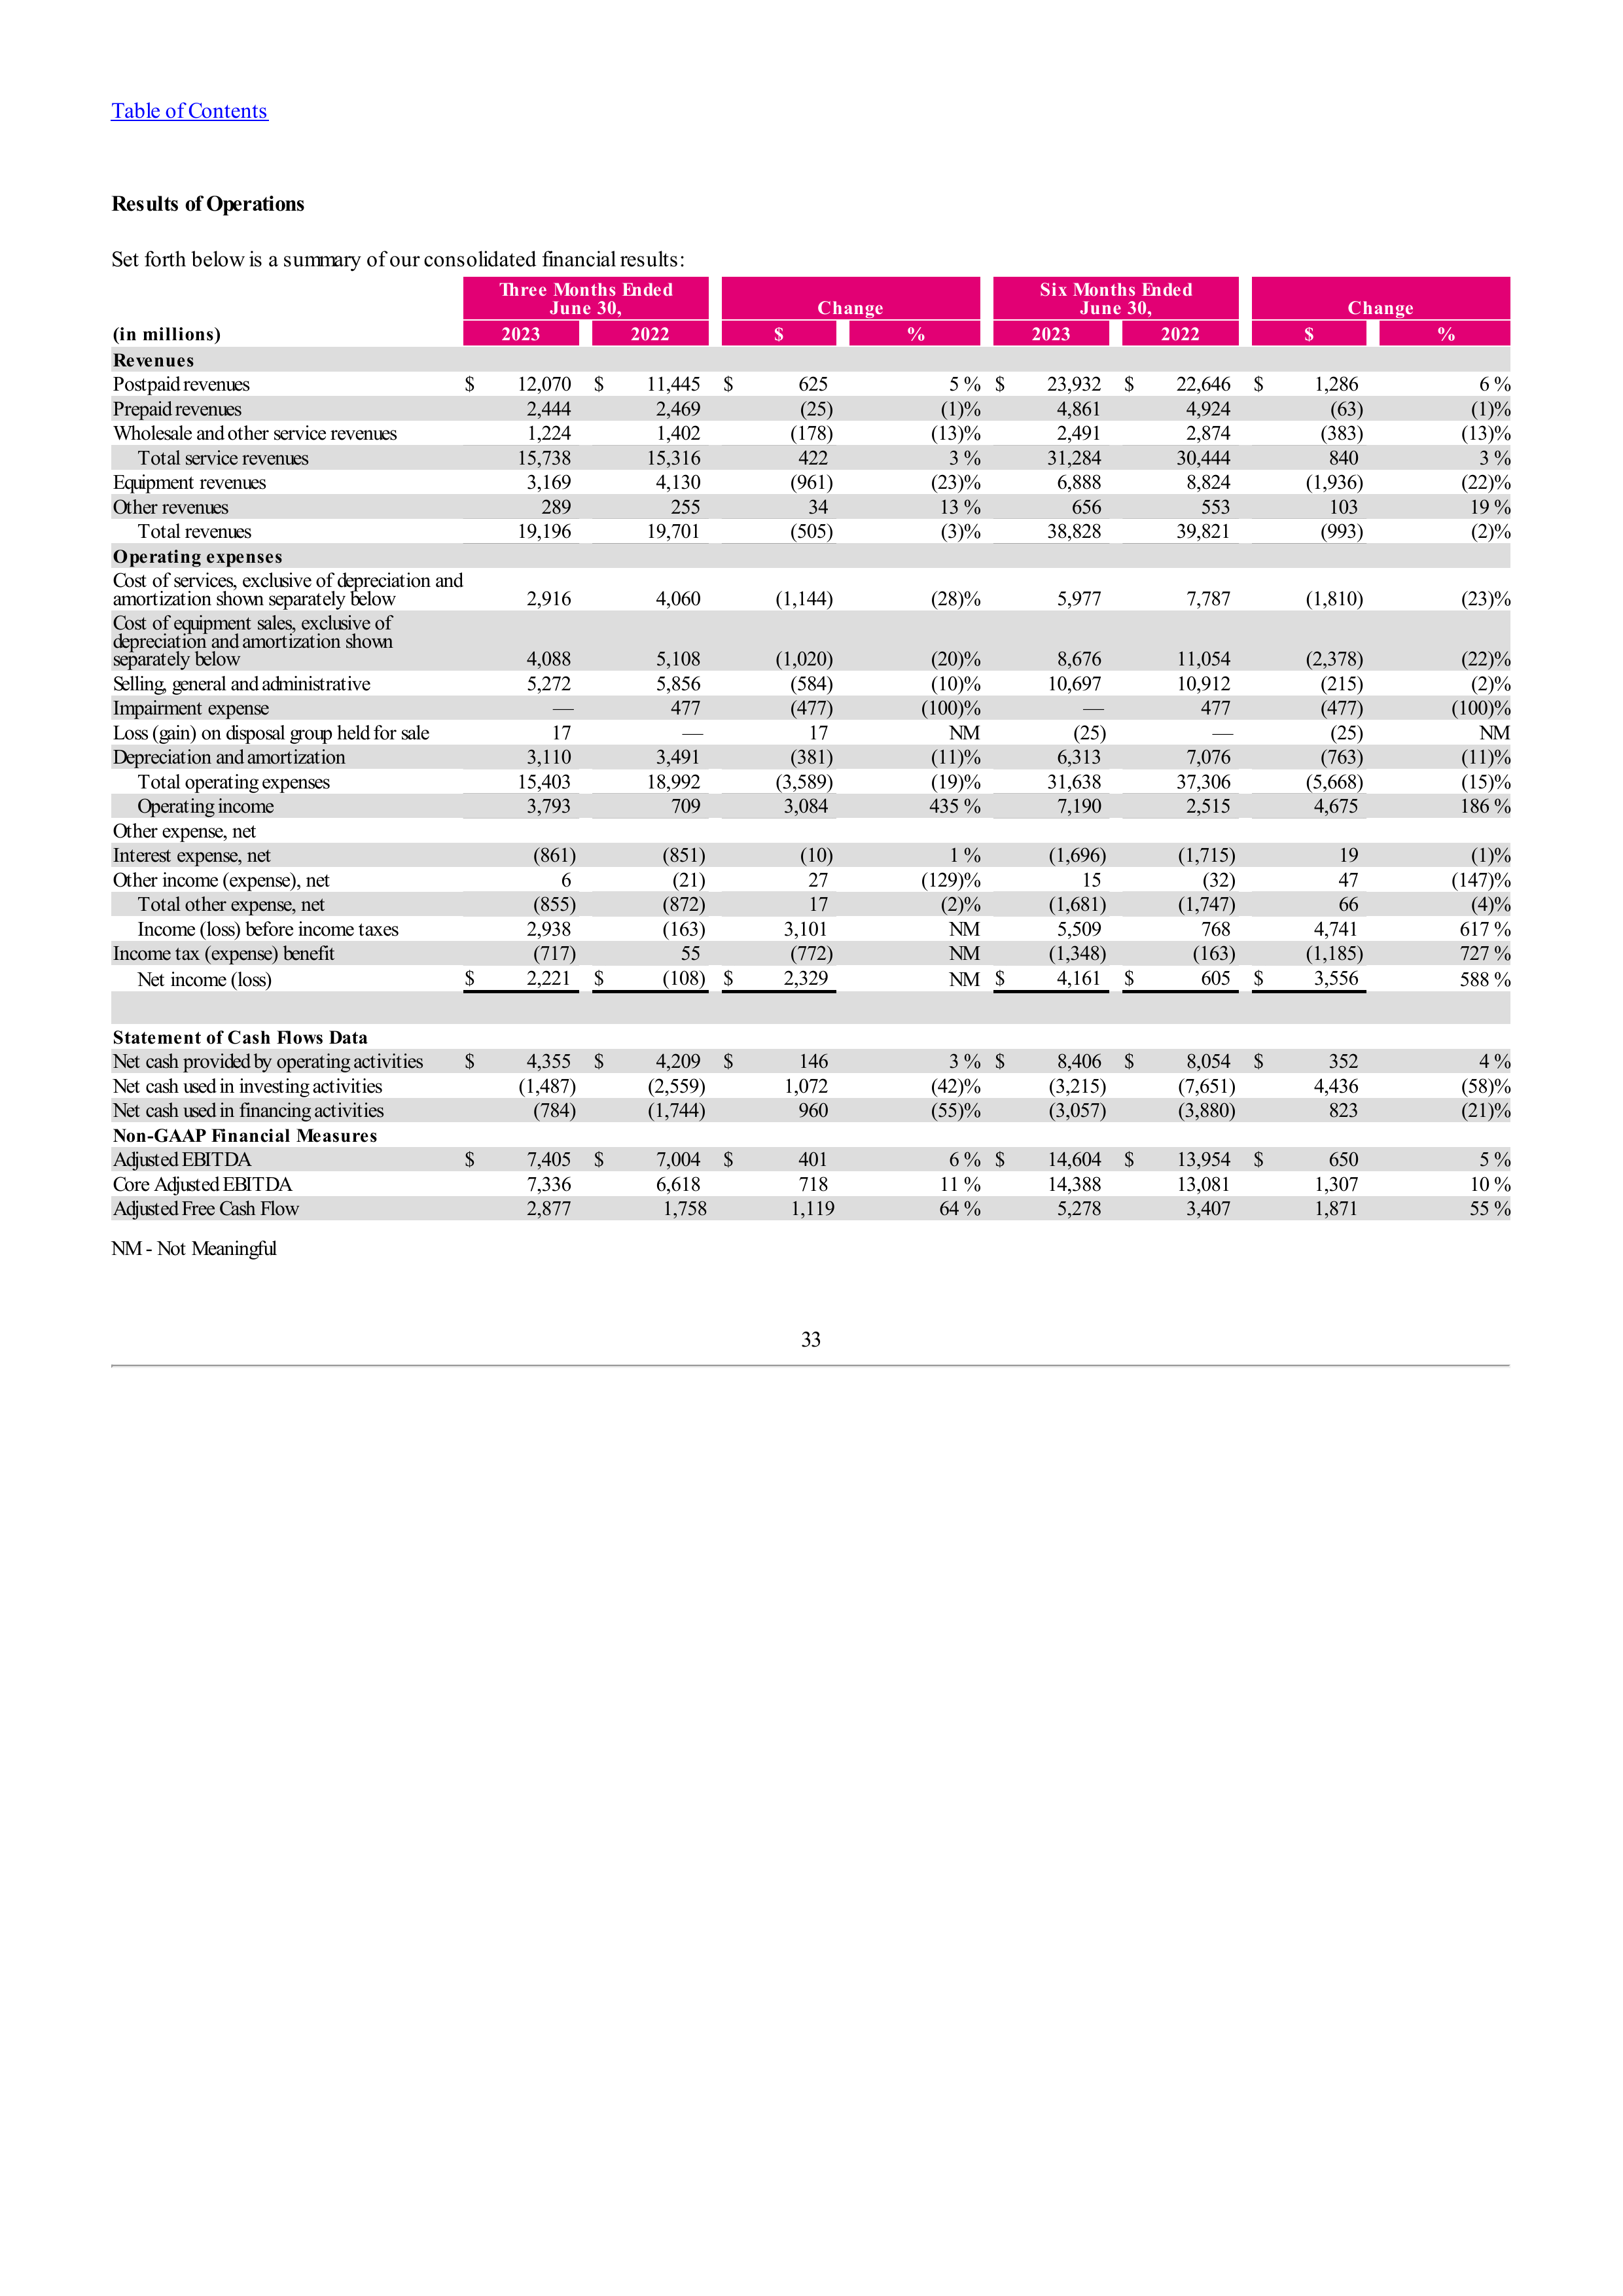 Table of Contents
Results of Operations
Set forth below is a summary of our consolidated financial results:
Three Months Ended June 30, Change Six Months Ended June 30, Change
(in millions) 2023 2022 $ % 2023 2022 $ %
Revenues
Postpaid revenues $ 12,070 $ 11,445 $ 625 5 % $ 23,932 $ 22,646 $ 1,286 6 %
Prepaid revenues 2,444 2,469 (25) (1)% 4,861 4,924 (63) (1)%
Wholesale and other service revenues 1,224 1,402 (178) (13)% 2,491 2,874 (383) (13)%
Total service revenues 15,738 15,316 422 3 % 31,284 30,444 840 3 %
Equipment revenues 3,169 4,130 (961) (23)% 6,888 8,824 (1,936) (22)%
Other revenues 289 255 34 13 % 656 553 103 19 %
Total revenues 19,196 19,701 (505) (3)% 38,828 39,821 (993) (2)%
Operating expenses
Cost of services, exclusive of depreciation and
amortization shown separately below 2,916 4,060 (1,144) (28)% 5,977 7,787 (1,810) (23)%
Cost of equipment sales, exclusive of
depreciation and amortization shown
separately below 4,088 5,108 (1,020) (20)% 8,676 11,054 (2,378) (22)%
Selling, general and administrative 5,272 5,856 (584) (10)% 10,697 10,912 (215) (2)%
Impairment expense — 477 (477) (100)% — 477 (477) (100)%
Loss (gain) on disposal group held for sale 17 — 17 NM (25) — (25) NM
Depreciation and amortization 3,110 3,491 (381) (11)% 6,313 7,076 (763) (11)%
Total operating expenses 15,403 18,992 (3,589) (19)% 31,638 37,306 (5,668) (15)%
Operating income 3,793 709 3,084 435 % 7,190 2,515 4,675 186 %
Other expense, net
Interest expense, net (861) (851) (10) 1 % (1,696) (1,715) 19 (1)%
Other income (expense), net 6 (21) 27 (129)% 15 (32) 47 (147)%
Total other expense, net (855) (872) 17 (2)% (1,681) (1,747) 66 (4)%
Income (loss) before income taxes 2,938 (163) 3,101 NM 5,509 768 4,741 617 %
Income tax (expense) benefit (717) 55 (772) NM (1,348) (163) (1,185) 727 %
Net income (loss) $ 2,221 $ (108) $ 2,329 NM $ 4,161 $ 605 $ 3,556 588 %
Statement of Cash Flows Data
Net cash provided by operating activities $ 4,355 $ 4,209 $ 146 3 % $ 8,406 $ 8,054 $ 352 4 %
Net cash used in investing activities (1,487) (2,559) 1,072 (42)% (3,215) (7,651) 4,436 (58)%
Net cash used in financing activities (784) (1,744) 960 (55)% (3,057) (3,880) 823 (21)%
Non-GAAP Financial Measures
Adjusted EBITDA $ 7,405 $ 7,004 $ 401 6 % $ 14,604 $ 13,954 $ 650 5 %
Core Adjusted EBITDA 7,336 6,618 718 11 % 14,388 13,081 1,307 10 %
Adjusted Free Cash Flow 2,877 1,758 1,119 64 % 5,278 3,407 1,871 55 %
NM - Not Meaningful
33